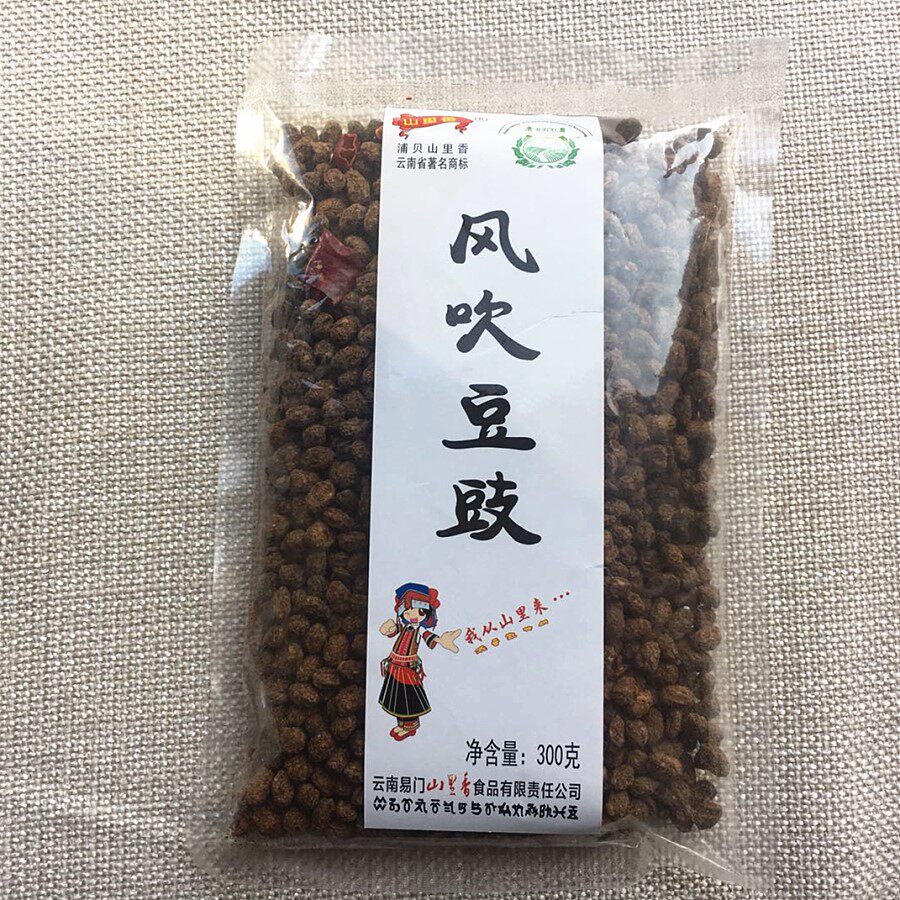 山里香
浦贝山里香
云南省著名商标
风吹豆豉
我从山里来...
净含量：300克
云南易门山里香食品有限责任公司